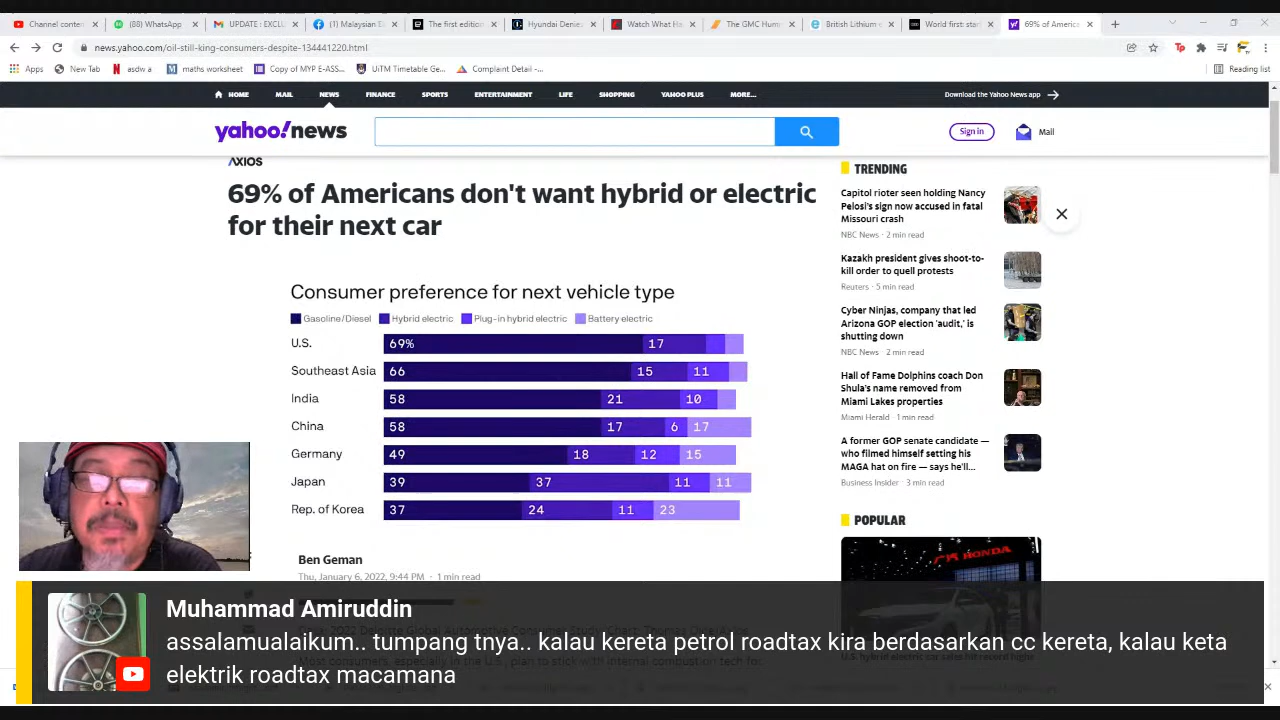 Channel conten
(88) WhatsApp
UPDATE : EXCLU
(1) Malaysian E
The first edition
Hyundai Denie
Watch What Ha
The GMC Hum
British Lithium
World first: star
69% of America
news.yahoo.com/oil-still-king-consumers-despite-134441220.html
Apps
New Tab
asdw a
maths worksheet
Copy of MYP E-ASS...
UiTM Timetable Ge...
Complaint Detail -...
Reading list
HOME
MAIL
NEWS
FINANCE
SPORTS
ENTERTAINMENT
LIFE
SHOPPING
YAHOO PLUS
MORE...
Download the Yahoo News app
yahoo!news
Sign in
Mail
AXIOS
69% of Americans don't want hybrid or electric
for their next car
Consumer preference for next vehicle type
Gasoline/Diesel Hybrid electric Plug-in hybrid electric Battery electric
U.S. 69% 17
Southeast Asia 66 15 11
India 58 21 10
China 58 17 6 17
Germany 49 18 12 15
Japan 39 37 11 11
Rep. of Korea 37 24 11 23
Ben Geman
Thu, January 6, 2022, 9:44 PM · 1 min read
TRENDING
Capitol rioter seen holding Nancy
Pelosi's sign now accused in fatal
Missouri crash
NBC News · 2 min read
Kazakh president gives shoot-to-
kill order to quell protests
Reuters · 5 min read
Cyber Ninjas, company that led
Arizona GOP election 'audit,' is
shutting down
NBC News · 2 min read
Hall of Fame Dolphins coach Don
Shula's name removed from
Miami Lakes properties
Miami Herald · 1 min read
A former GOP senate candidate —
who filmed himself setting his
MAGA hat on fire — says he'll...
Business Insider · 3 min read
POPULAR
HONDA
Muhammad Amiruddin
assalamualaikum.. tumpang tnya.. kalau kereta petrol roadtax kira berdasarkan cc kereta, kalau keta
elektrik roadtax macamana